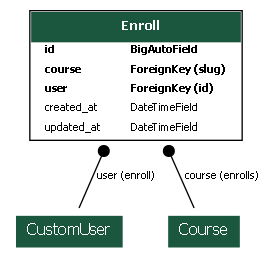 Enroll
id BigAutoField
course ForeignKey (slug)
user ForeignKey (id)
created_at DateTimeField
updated_at DateTimeField
user (enroll)
course (enrolls)
CustomUser
Course